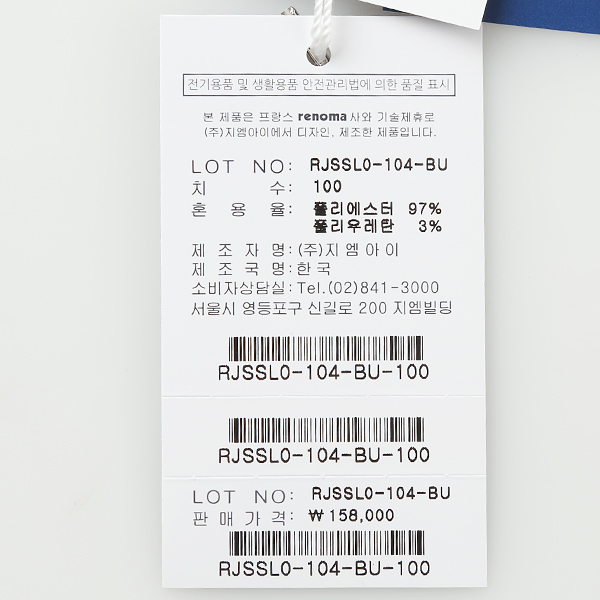 전기용품 및 생활용품 안전관리법에 의한 품질 표시
본 제품은 프랑스 renoma 사와 기술제휴로
(주)지엠아이에서 디자인, 제조한 제품입니다.
LOT NO: RJSSL0-104-BU
치 수: 100
혼 용 율: 폴리에스터 97%
폴리우레탄 3%
제 조 자 명: (주)지 엠 아 이
제 조 국 명: 한 국
소비자상담실: Tel.(02)841-3000
서울시 영등포구 신길로 200 지엠빌딩
RJSSL0-104-BU-100
RJSSL0-104-BU-100
LOT NO: RJSSL0-104-BU
판 매 가 격: ₩158,000
RJSSL0-104-BU-100